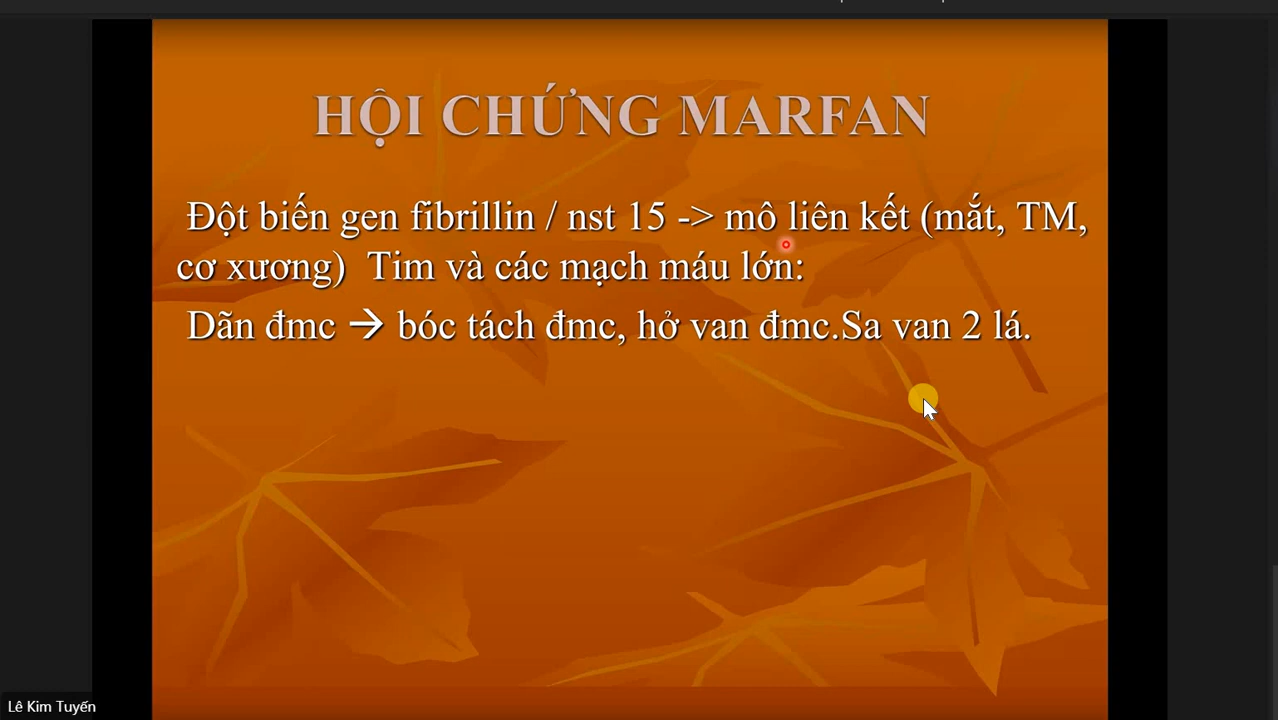 HỘI CHỨNG MARFAN
Đột biến gen fibrillin / nst 15 -> mô liên kết (mắt, TM,
cơ xương)  Tim và các mạch máu lớn:
Dãn đmc → bóc tách đmc, hở van đmc.Sa van 2 lá.
Lê Kim Tuyến